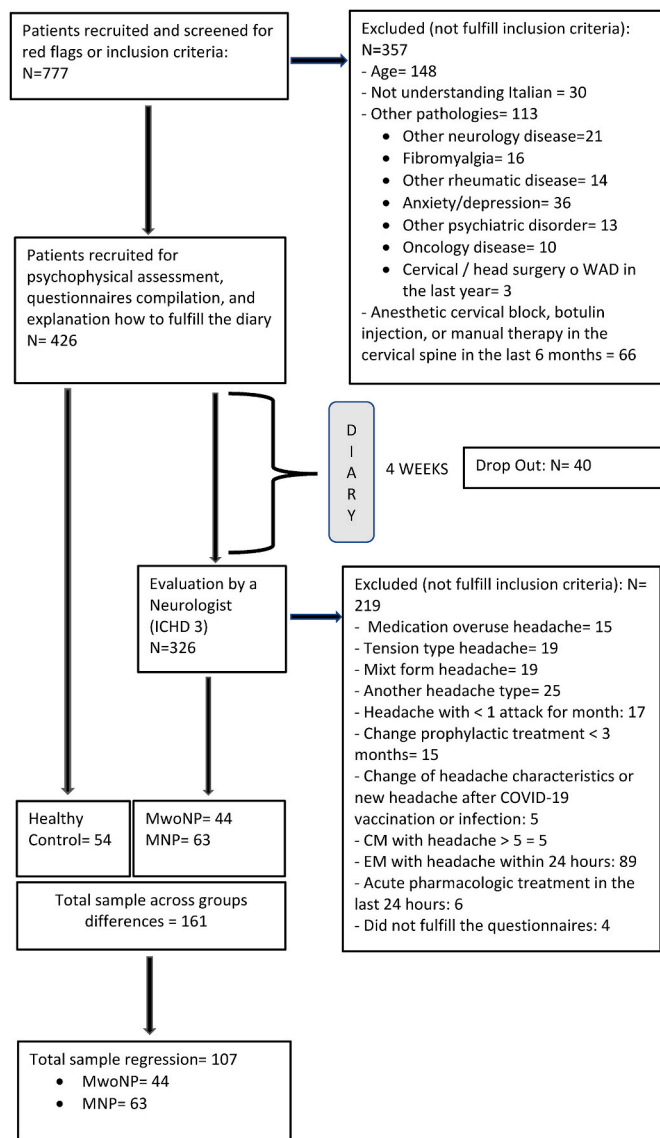 Patients recruited and screened for
red flags or inclusion criteria:
N=777
Excluded (not fulfill inclusion criteria):
N=357
- Age= 148
- Not understanding Italian = 30
- Other pathologies= 113
• Other neurology disease=21
• Fibromyalgia= 16
• Other rheumatic disease= 14
• Anxiety/depression= 36
• Other psychiatric disorder= 13
• Oncology disease= 10
• Cervical / head surgery o WAD in
the last year= 3
- Anesthetic cervical block, botulin
injection, or manual therapy in the
cervical spine in the last 6 months = 66
Patients recruited for
psychophysical assessment,
questionnaires compilation, and
explanation how to fulfill the diary
N= 426
D
I
A
R
Y
4 WEEKS
Drop Out: N= 40
Evaluation by a
Neurologist
(ICHD 3)
N=326
Excluded (not fulfill inclusion criteria): N=
219
- Medication overuse headache= 15
- Tension type headache= 19
- Mixt form headache= 19
- Another headache type= 25
- Headache with < 1 attack for month: 17
- Change prophylactic treatment < 3
months= 15
- Change of headache characteristics or
new headache after COVID-19
vaccination or infection: 5
- CM with headache > 5 = 5
- EM with headache within 24 hours: 89
- Acute pharmacologic treatment in the
last 24 hours: 6
- Did not fulfill the questionnaires: 4
Healthy
Control= 54
MwoNP= 44
MNP= 63
Total sample across groups
differences = 161
Total sample regression= 107
• MwoNP= 44
• MNP= 63